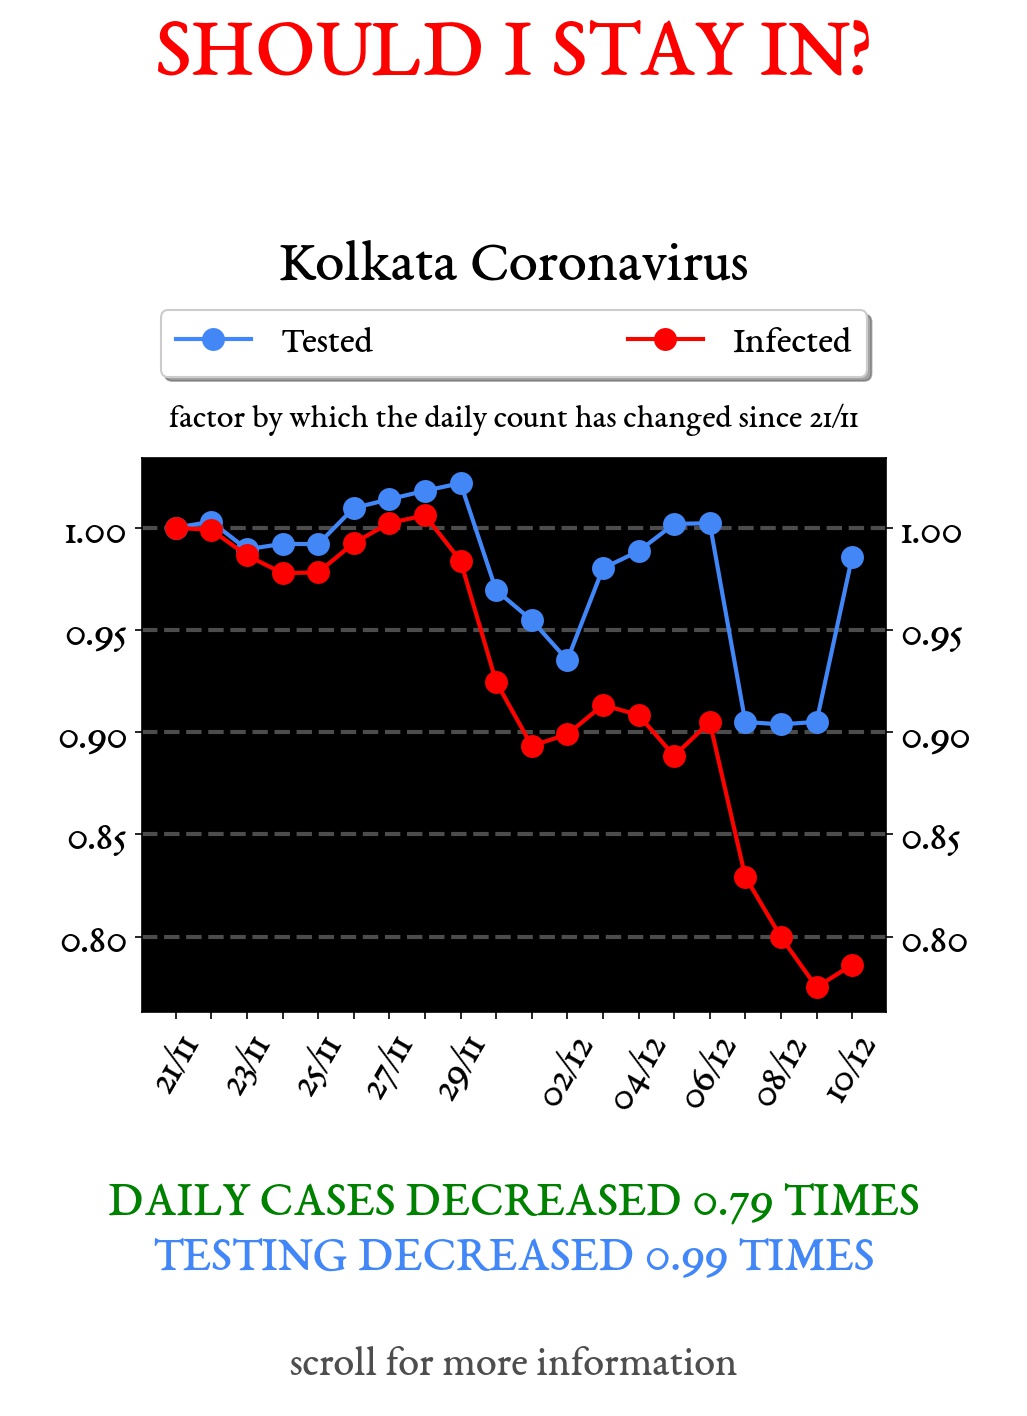 SHOULD I STAY IN?
Kolkata Coronavirus
Tested Infected
factor by which the daily count has changed since 21/11
1.00 1.00
0.95 0.95
0.90 0.90
0.85 0.85
0.80 0.80
21/11 23/11 25/11 27/11 29/11 02/12 04/12 06/12 08/12 10/12
DAILY CASES DECREASED 0.79 TIMES
TESTING DECREASED 0.99 TIMES
scroll for more information